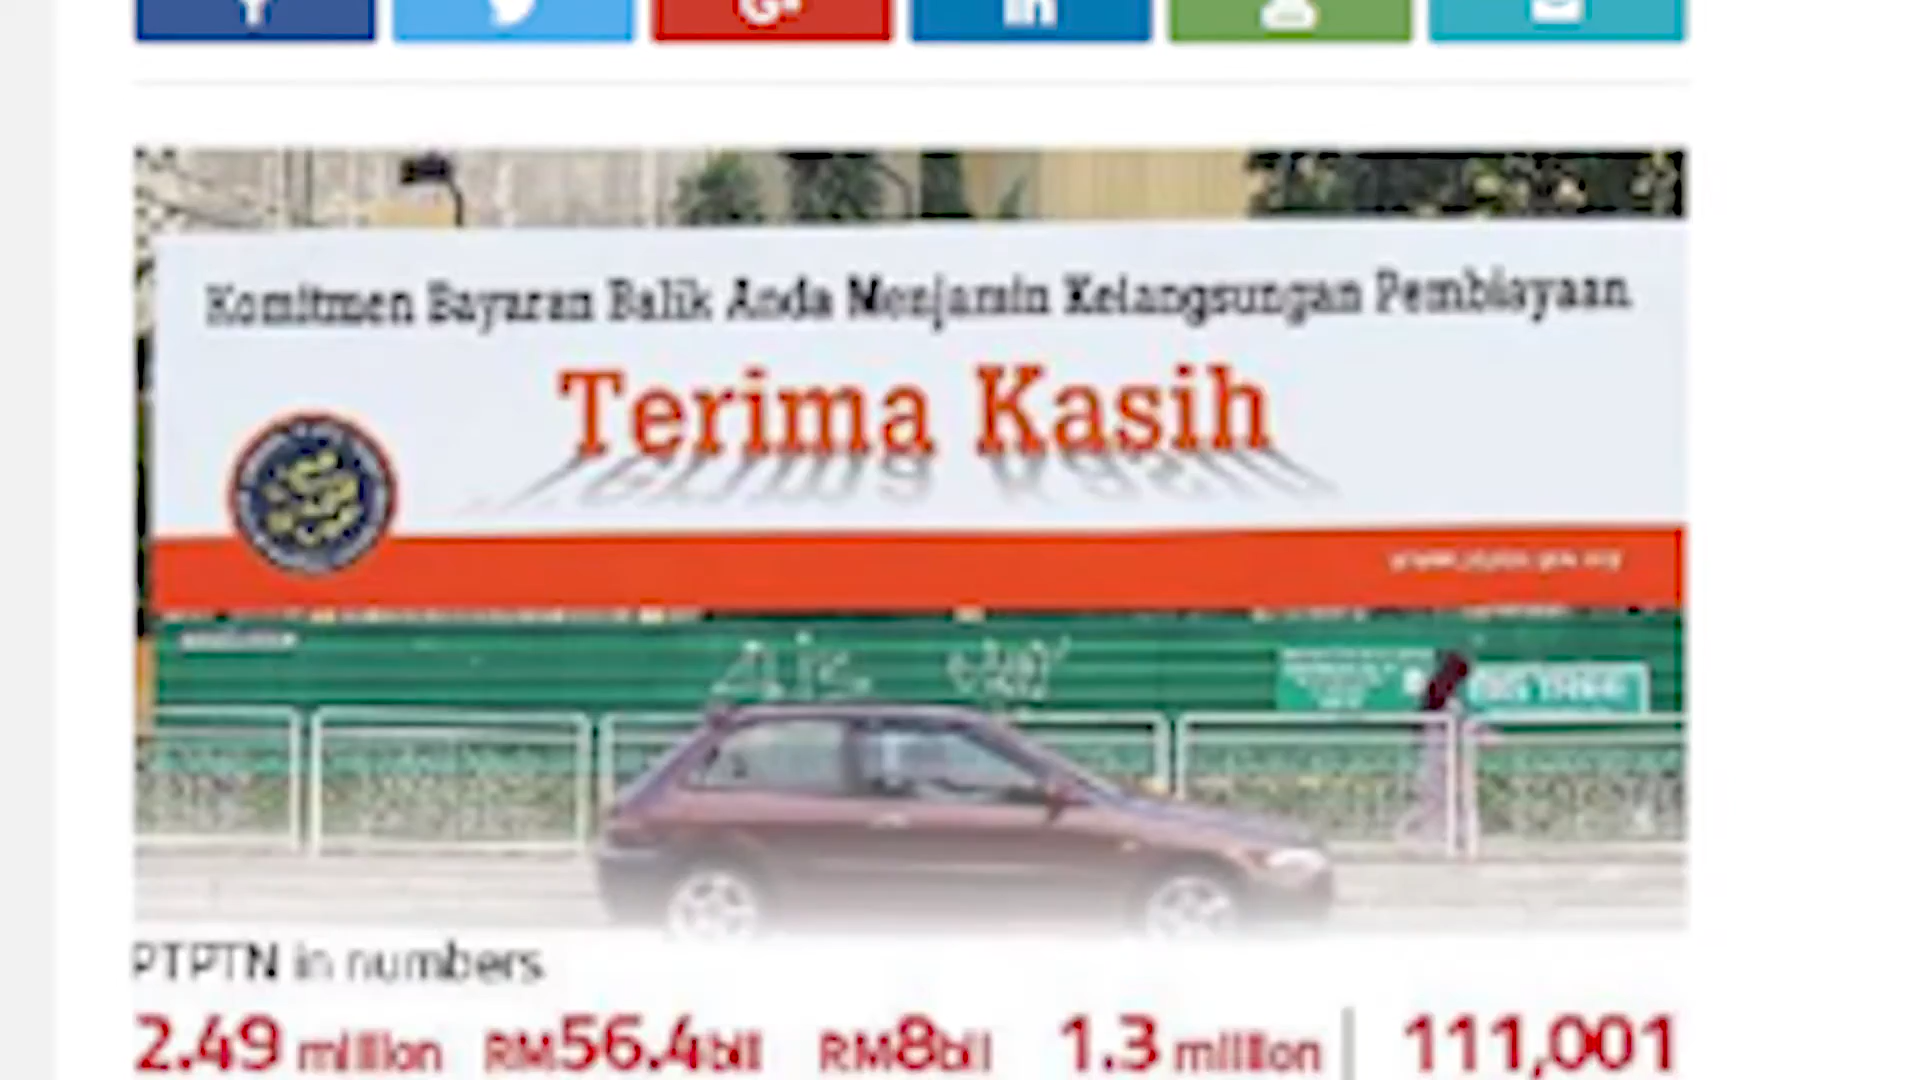 Komitmen Bayaran Balik Anda Menjamin Kelangsungan Pembiayaan
Terima Kasih
PTPTN in numbers
2.49 million RM56.4bil RM8bil 1.3 million 111,001